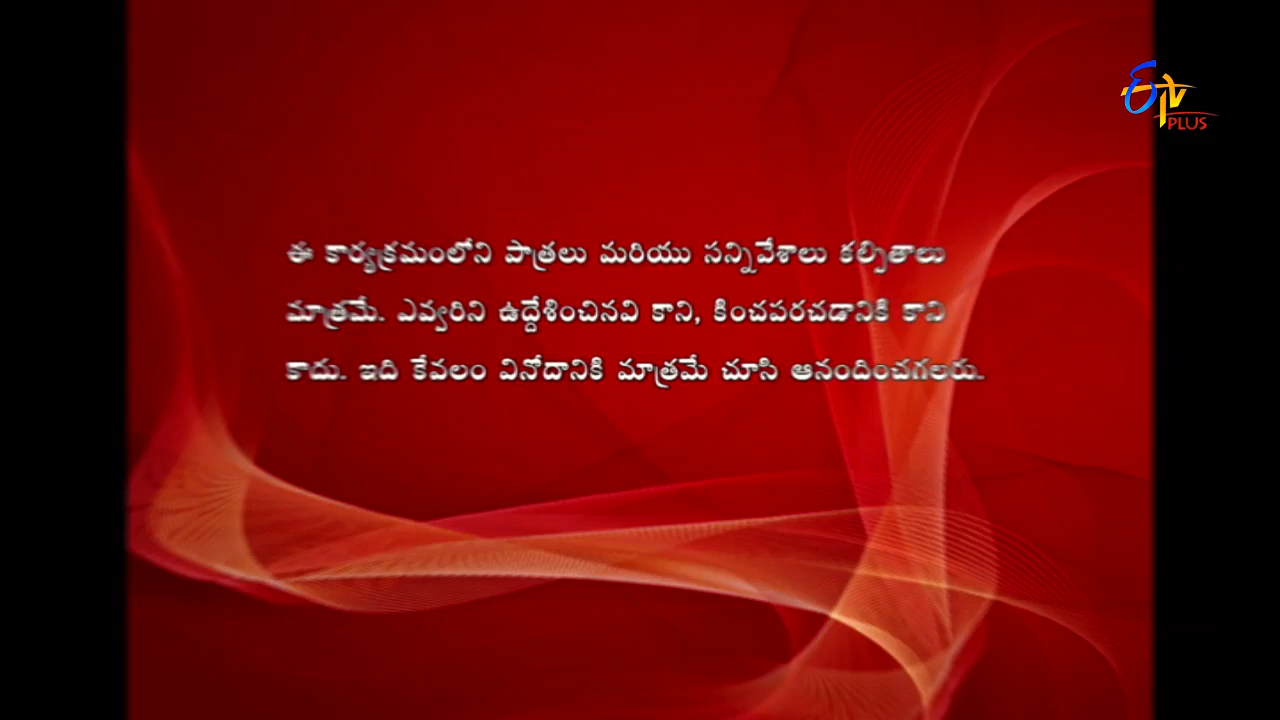 ETV
PLUS
ఈ కార్యక్రమంలోని పాత్రలు మరియు సన్నివేశాలు కల్పితాలు
మాత్రమే. ఎవ్వరిని ఉద్దేశించినవి కాని, కించపరచడానికి కాని
కాదు. ఇది కేవలం వినోదానికి మాత్రమే చూసి ఆనందించగలరు.